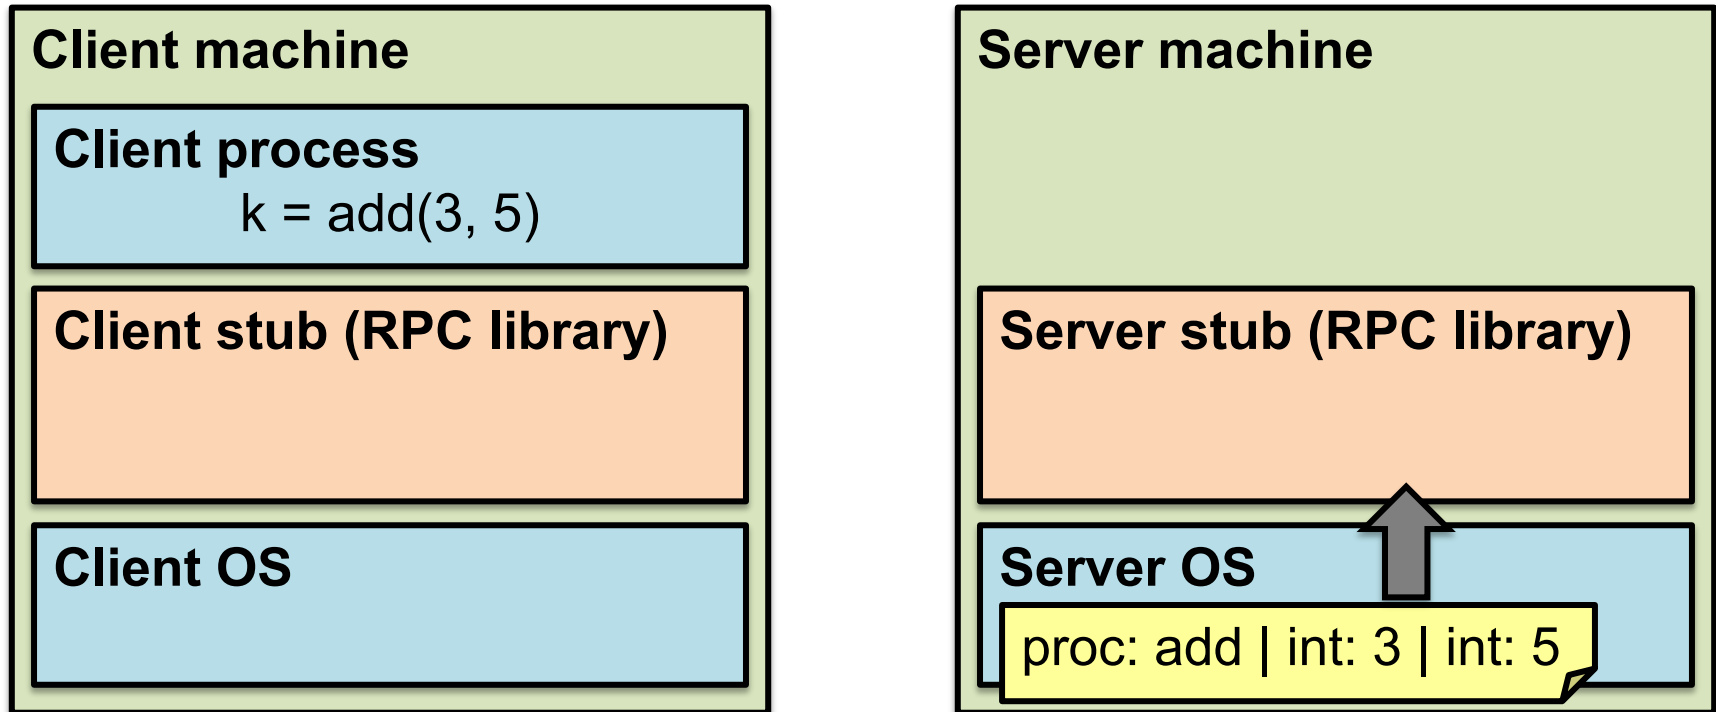 Client machine
Client process
k = add(3, 5)
Client stub (RPC library)
Client OS
Server machine
Server stub (RPC library)
Server OS
proc: add | int: 3 | int: 5